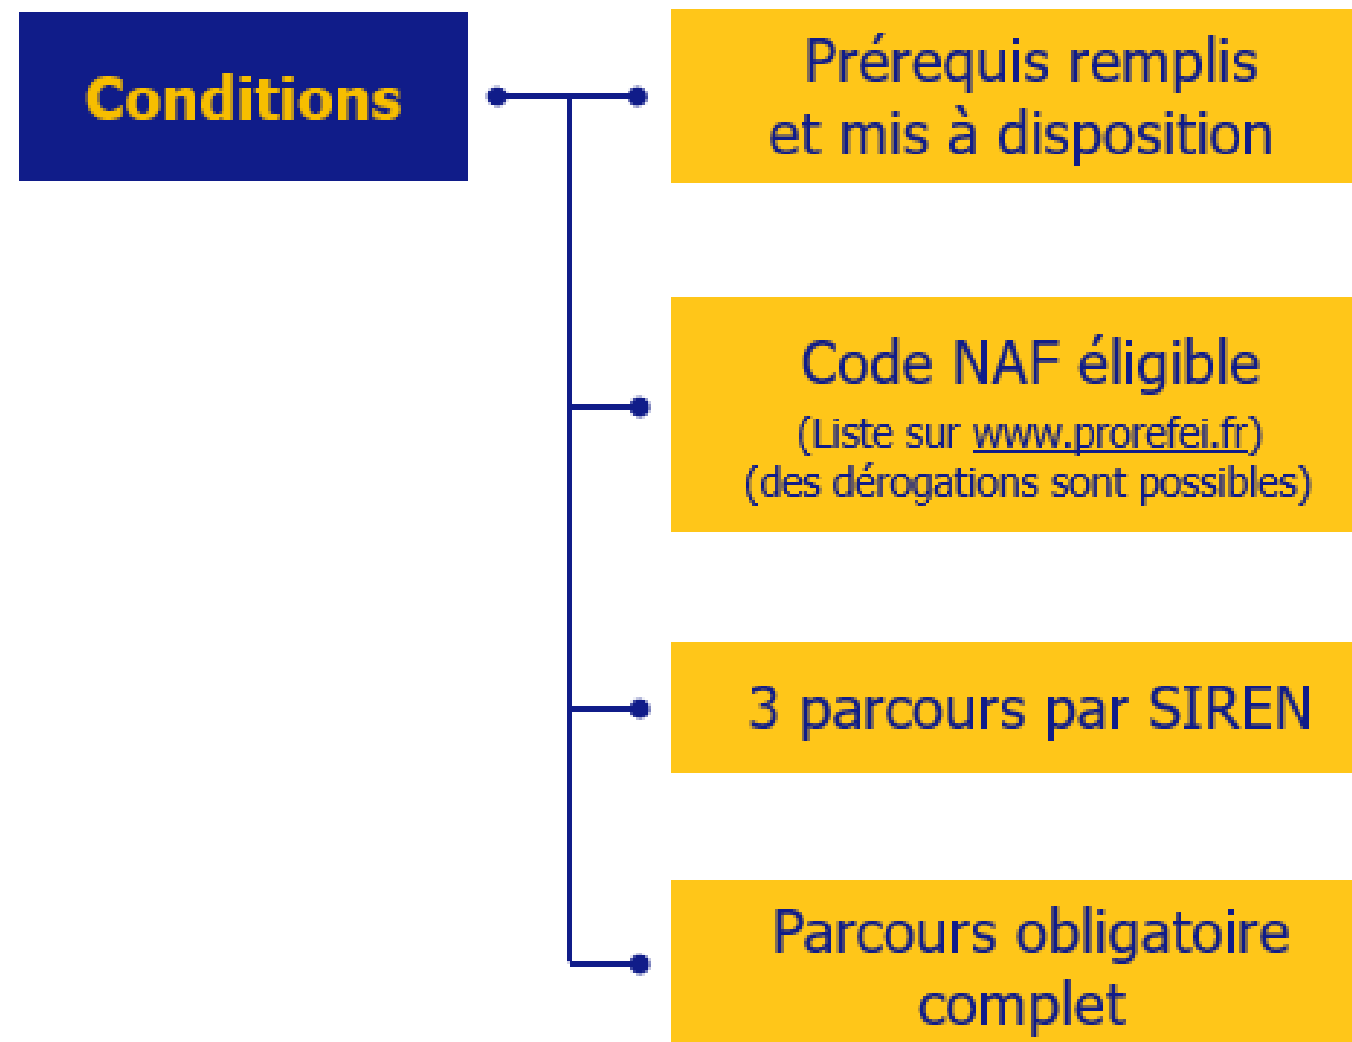 Conditions
Prérequis remplis
et mis à disposition
Code NAF éligible
(Liste sur www.prorefei.fr)
(des dérogations sont possibles)
3 parcours par SIREN
Parcours obligatoire
complet